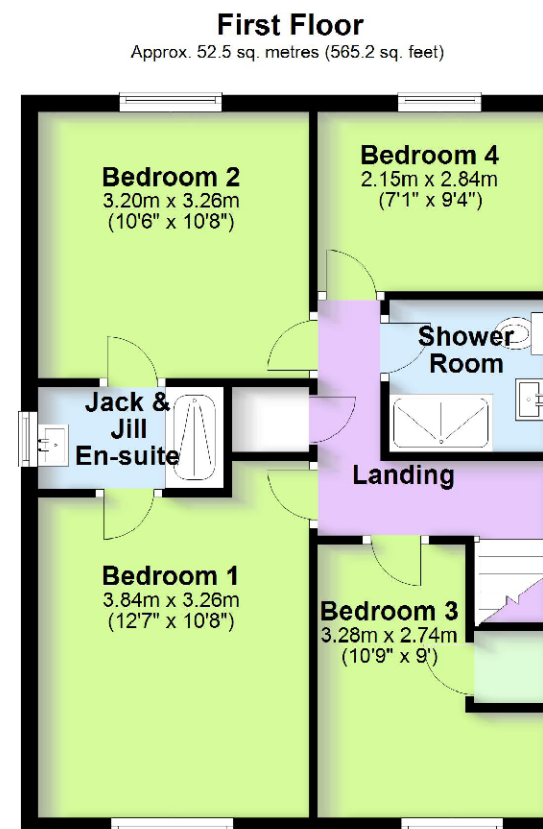 First Floor
Approx. 52.5 sq. metres (565.2 sq. feet)
Bedroom 2
3.20m x 3.26m
(10'6" x 10'8")
Bedroom 4
2.15m x 2.84m
(7'1" x 9'4")
Shower
Room
Jack &
Jill
En-suite
Landing
Bedroom 1
3.84m x 3.26m
(12'7" x 10'8")
Bedroom 3
3.28m x 2.74m
(10'9" x 9')